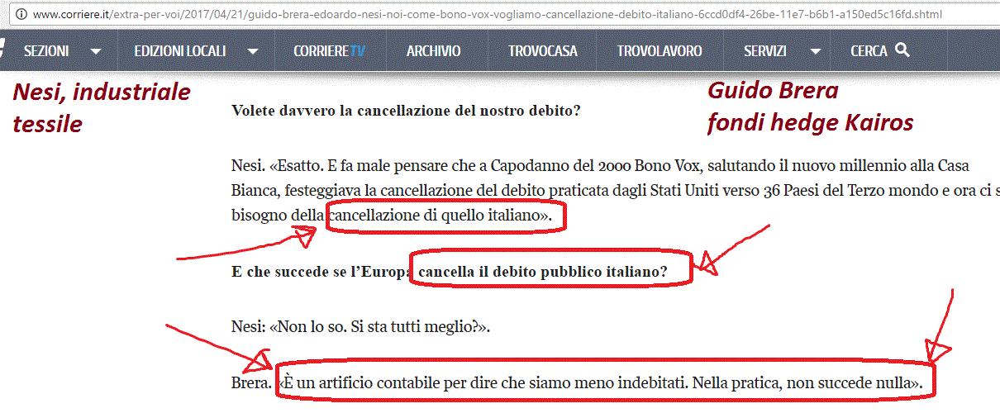 www.corriere.it/extra-per-voi/2017/04/21/guido-brera-edoardo-nesi-noi-come-bono-vox-vogliamo-cancellazione-debito-italiano-6ccd0df4-26be-11e7-b6b1-a150ed5c16fd.shtml
SEZIONI EDIZIONI LOCALI CORRIERETV ARCHIVIO TROVOCASA TROVOLAVORO SERVIZI CERCA
Nesi, industriale
tessile
Guido Brera
fondi hedge Kairos
Volete davvero la cancellazione del nostro debito?
Nesi. «Esatto. E fa male pensare che a Capodanno del 2000 Bono Vox, salutando il nuovo millennio alla Casa
Bianca, festeggiava la cancellazione del debito praticata dagli Stati Uniti verso 36 Paesi del Terzo mondo e ora ci s
bisogno della cancellazione di quello italiano».
E che succede se l'Europa cancella il debito pubblico italiano?
Nesi: «Non lo so. Si sta tutti meglio?».
Brera. «È un artificio contabile per dire che siamo meno indebitati. Nella pratica, non succede nulla».